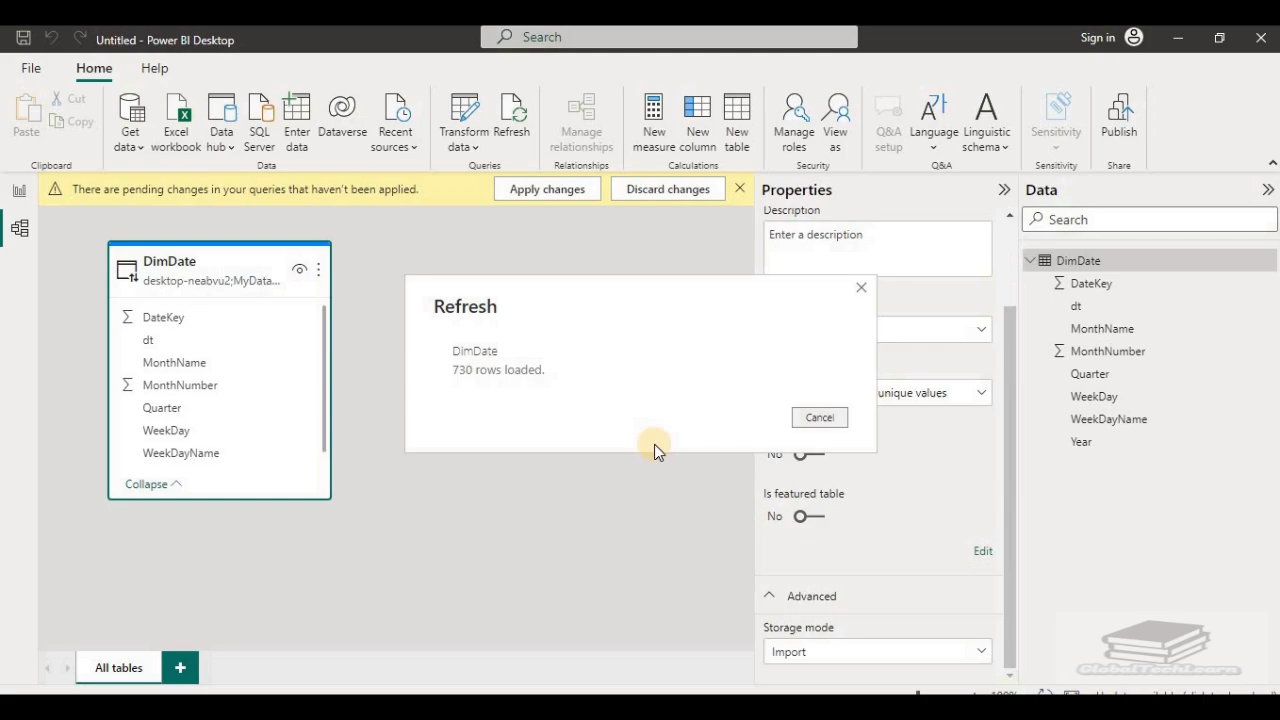 Untitled - Power BI Desktop
Search
Sign in
File
Home
Help
Paste
Cut
Copy
Get data
Excel workbook
Data hub
SQL Server
Enter data
Dataverse
Recent sources
Transform data
Refresh
Manage relationships
New measure
New column
New table
Manage roles
View as
Q&A setup
Language
Linguistic schema
Sensitivity
Publish
Clipboard
Data
Queries
Relationships
Calculations
Security
Q&A
Sensitivity
Share
There are pending changes in your queries that haven't been applied.
Apply changes
Discard changes
DimDate
desktop-neabvu2;MyData...
DateKey
dt
MonthName
MonthNumber
Quarter
WeekDay
WeekDayName
Collapse
Refresh
DimDate
730 rows loaded.
Cancel
Properties
Description
Enter a description
unique values
No
Is featured table
No
Edit
Advanced
Storage mode
Import
Data
Search
DimDate
DateKey
dt
MonthName
MonthNumber
Quarter
WeekDay
WeekDayName
Year
All tables
GlobalTechLearn